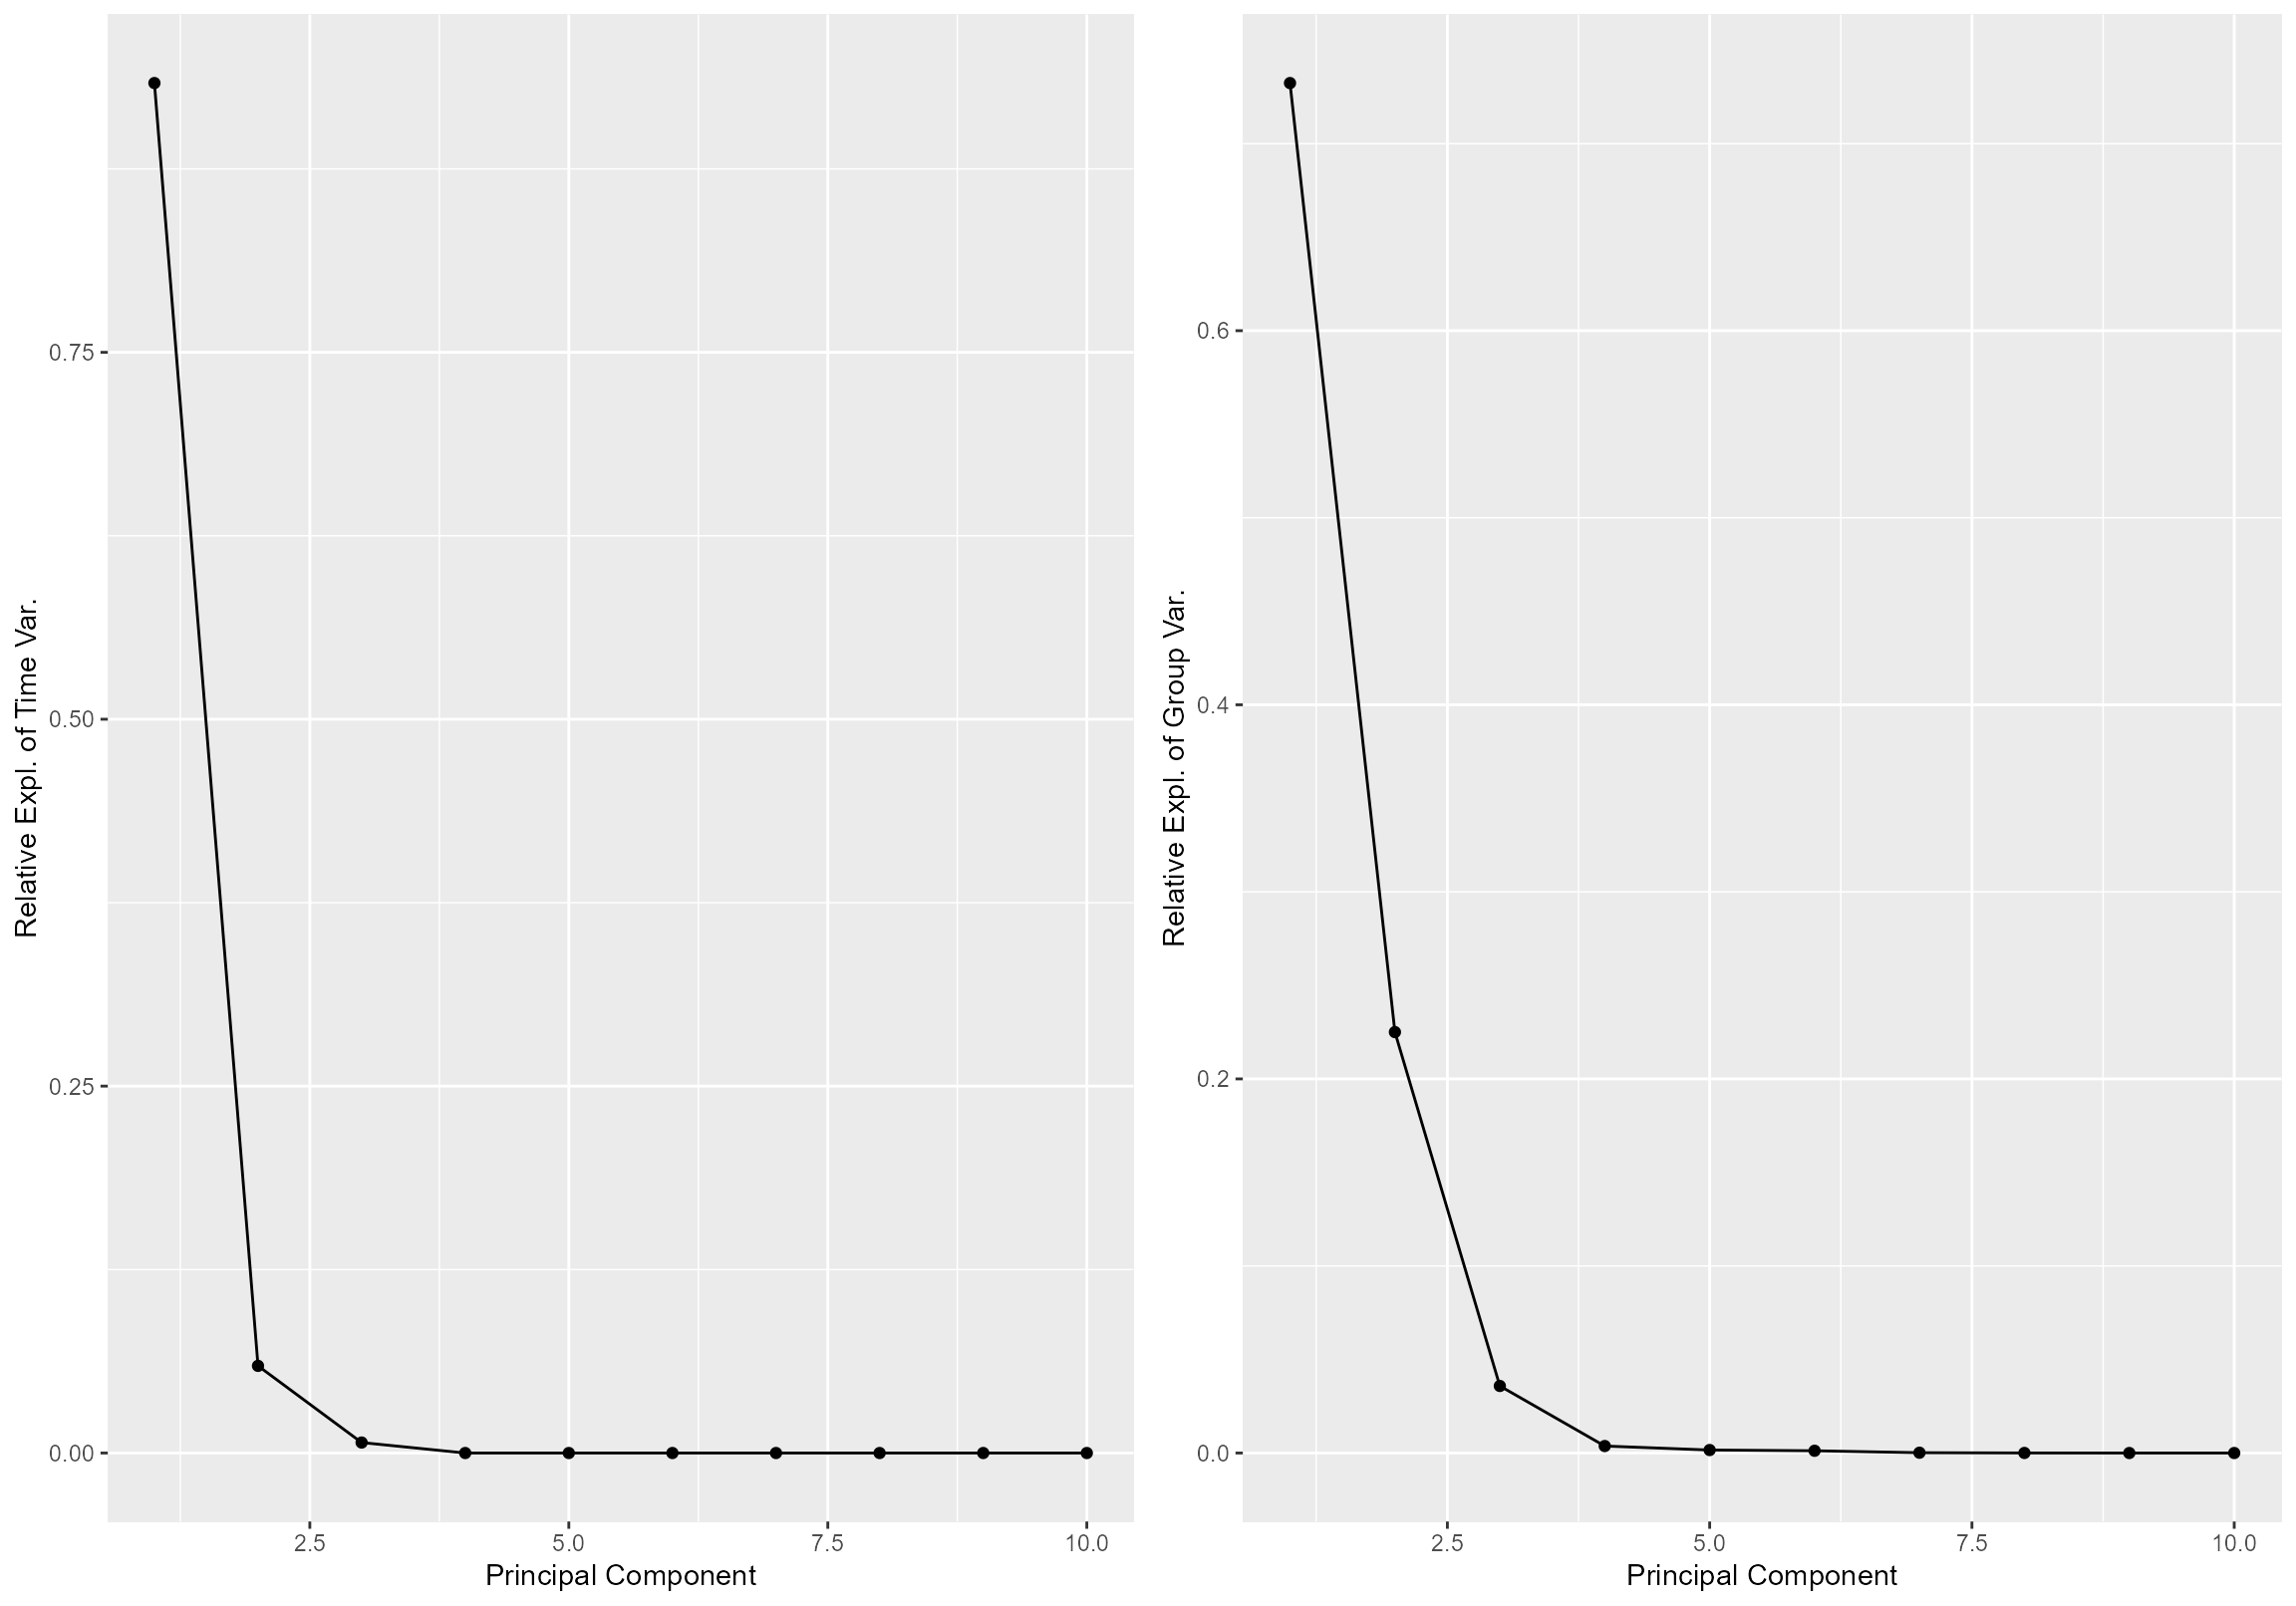 Relative Expl. of Time Var.
0.75
0.50
0.25
0.00
2.5 5.0 7.5 10.0
Principal Component
Relative Expl. of Group Var.
0.6
0.4
0.2
0.0
2.5 5.0 7.5 10.0
Principal Component